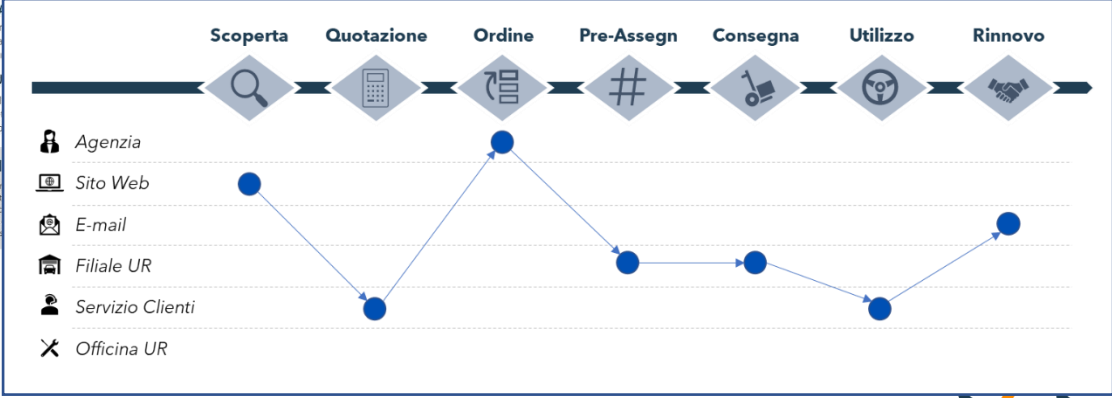 Scoperta Quotazione Ordine Pre-Assegn Consegna Utilizzo Rinnovo
Agenzia
Sito Web
E-mail
Filiale UR
Servizio Clienti
Officina UR